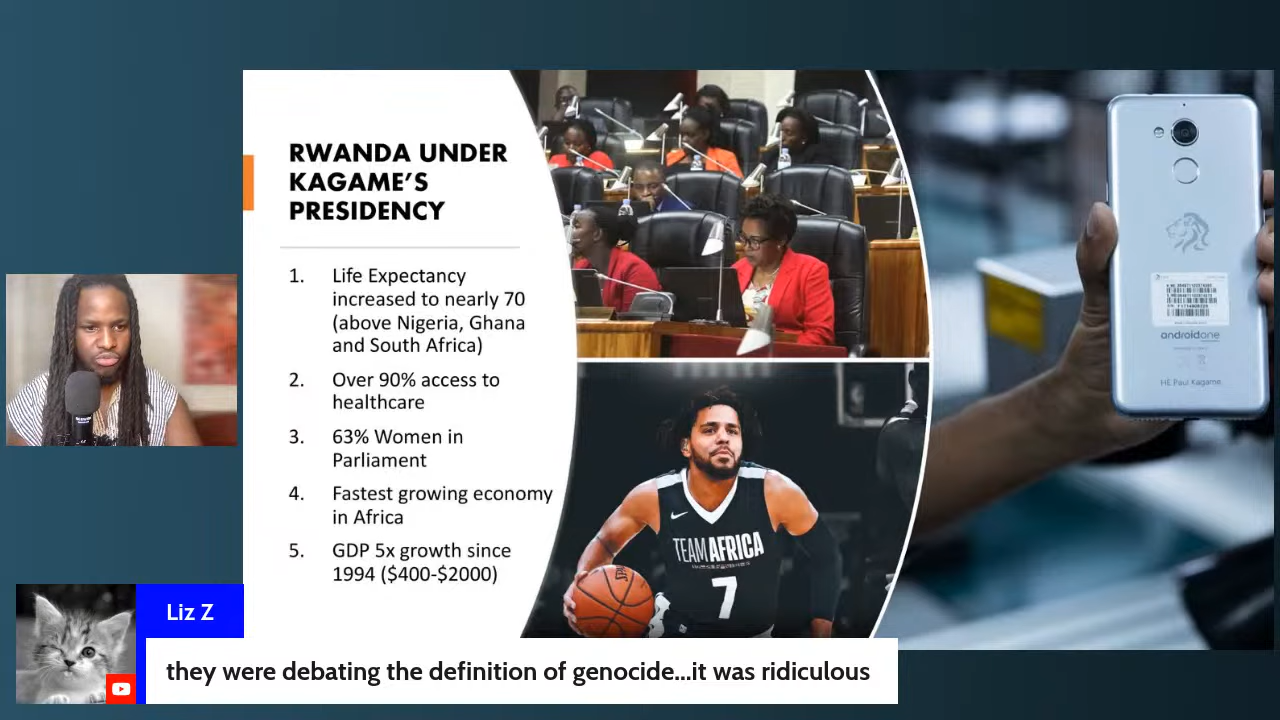 RWANDA UNDER
KAGAME'S
PRESIDENCY
1. Life Expectancy
increased to nearly 70
(above Nigeria, Ghana
and South Africa)
2. Over 90% access to
healthcare
3. 63% Women in
Parliament
4. Fastest growing economy
in Africa
5. GDP 5x growth since
1994 ($400-$2000)
TEAM AFRICA
7
androidone
HE Paul Kagame
Liz Z
they were debating the definition of genocide...it was ridiculous